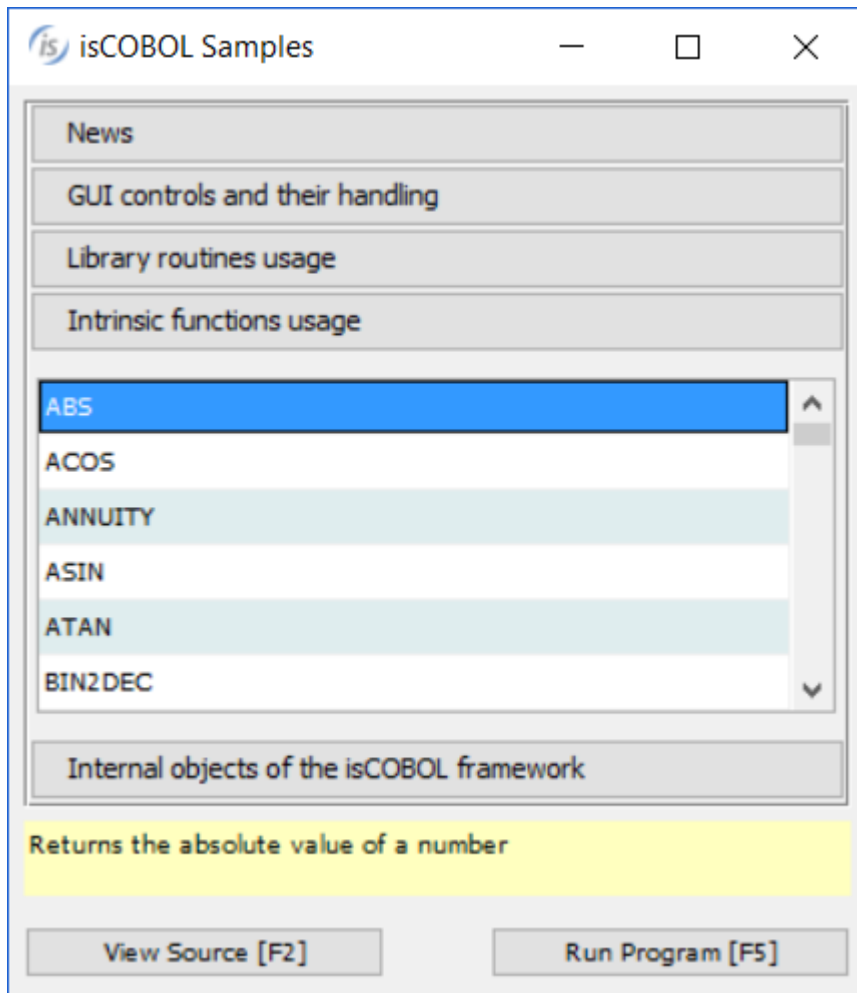 is isCOBOL Samples
News
GUI controls and their handling
Library routines usage
Intrinsic functions usage
ABS
ACOS
ANNUITY
ASIN
ATAN
BIN2DEC
Internal objects of the isCOBOL framework
Returns the absolute value of a number
View Source [F2] Run Program [F5]